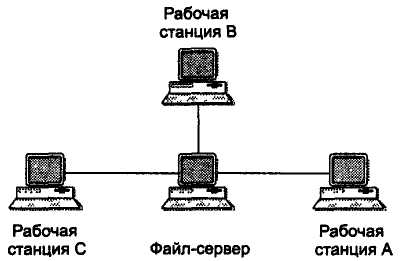 Рабочая
станция В
Рабочая
станция С
Файл-сервер
Рабочая
станция А